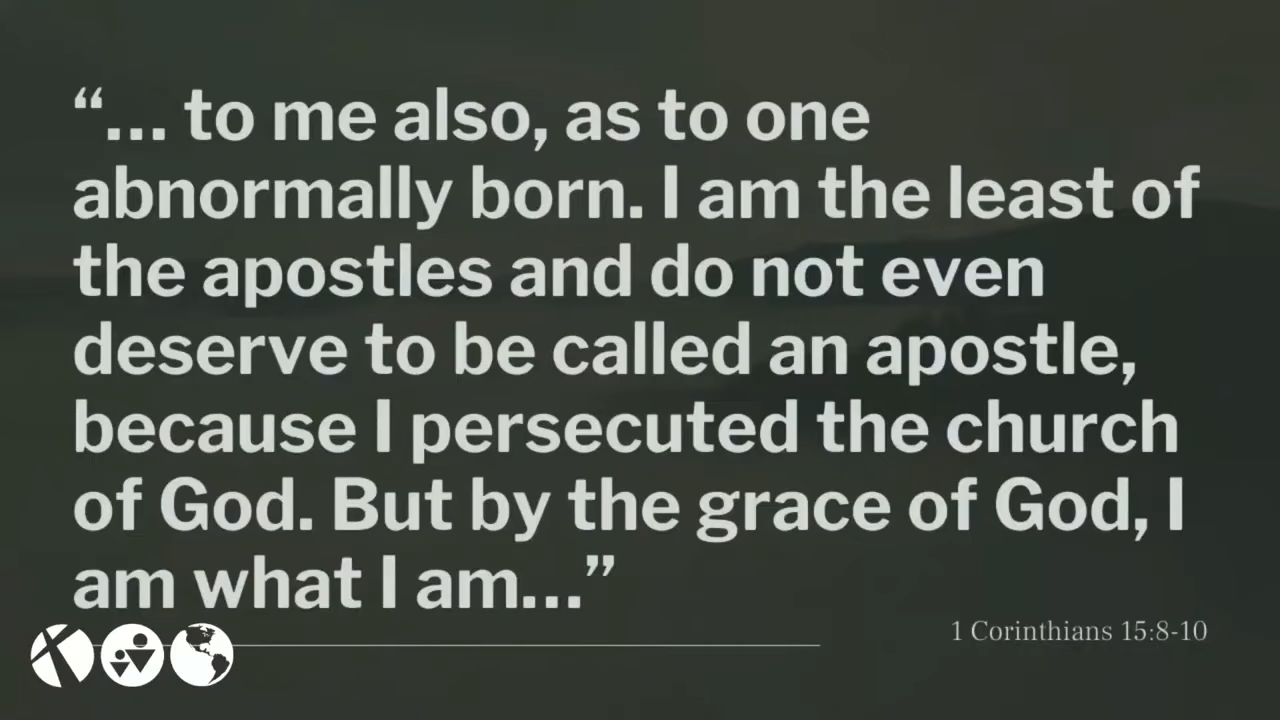 “... to me also, as to one
abnormally born. I am the least of
the apostles and do not even
deserve to be called an apostle,
because I persecuted the church
of God. But by the grace of God, I
am what I am...”
1 Corinthians 15:8-10